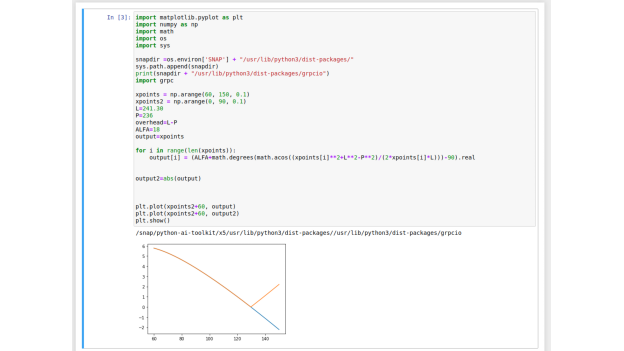 In [3]: import matplotlib.pyplot as plt
import numpy as np
import math
import os
import sys
snapdir =os.environ['SNAP'] + "/usr/lib/python3/dist-packages/"
sys.path.append(snapdir)
print(snapdir + "/usr/lib/python3/dist-packages/grpcio")
import grpc
xpoints = np.arange(60, 150, 0.1)
xpoints2 = np.arange(0, 90, 0.1)
L=241.30
P=236
overhead=L-P
ALFA=18
output=xpoints
for i in range(len(xpoints)):
output[i] = (ALFA+math.degrees(math.acos((xpoints[i]**2+L**2-P**2)/(2*xpoints[i]*L)))-90).real
output2=abs(output)
plt.plot(xpoints2+60, output)
plt.plot(xpoints2+60, output2)
plt.show()
/snap/python-ai-toolkit/x5/usr/lib/python3/dist-packages//usr/lib/python3/dist-packages/grpcio
6
5
4
3
2
1
0
−1
−2
60 80 100 120 140